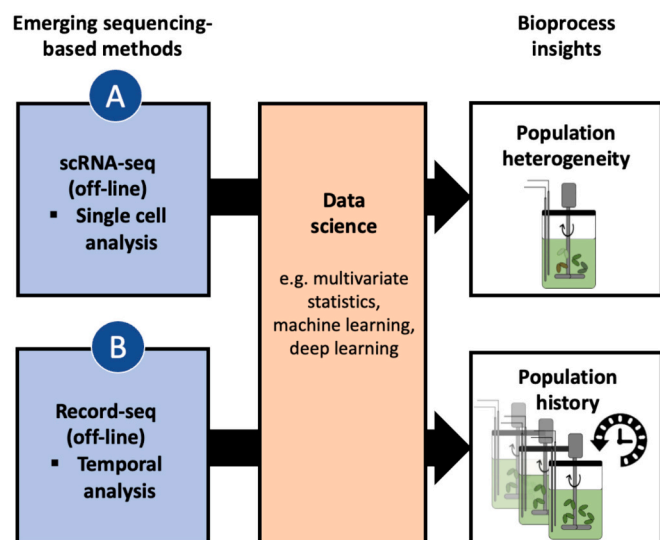 Emerging sequencing-
based methods
Bioprocess
insights
A
scRNA-seq
(off-line)
▪ Single cell
analysis
Data
science
e.g. multivariate
statistics,
machine learning,
deep learning
Population
heterogeneity
B
Record-seq
(off-line)
▪ Temporal
analysis
Population
history